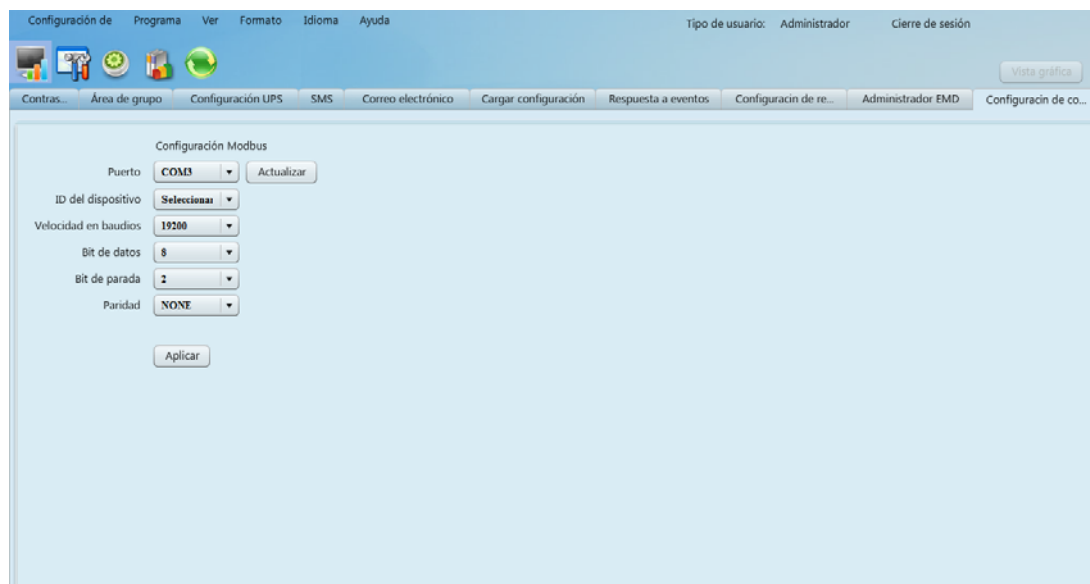 Configuración de Programa Ver Formato Idioma Ayuda Tipo de usuario: Administrador Cierre de sesión
Vista gráfica
Contras... Área de grupo Configuración UPS SMS Correo electrónico Cargar configuración Respuesta a eventos Configuracin de re... Administrador EMD Configuracin de co...
Configuración Modbus
Puerto COM3 Actualizar
ID del dispositivo Seleccionar
Velocidad en baudios 19200
Bit de datos 8
Bit de parada 2
Paridad NONE
Aplicar